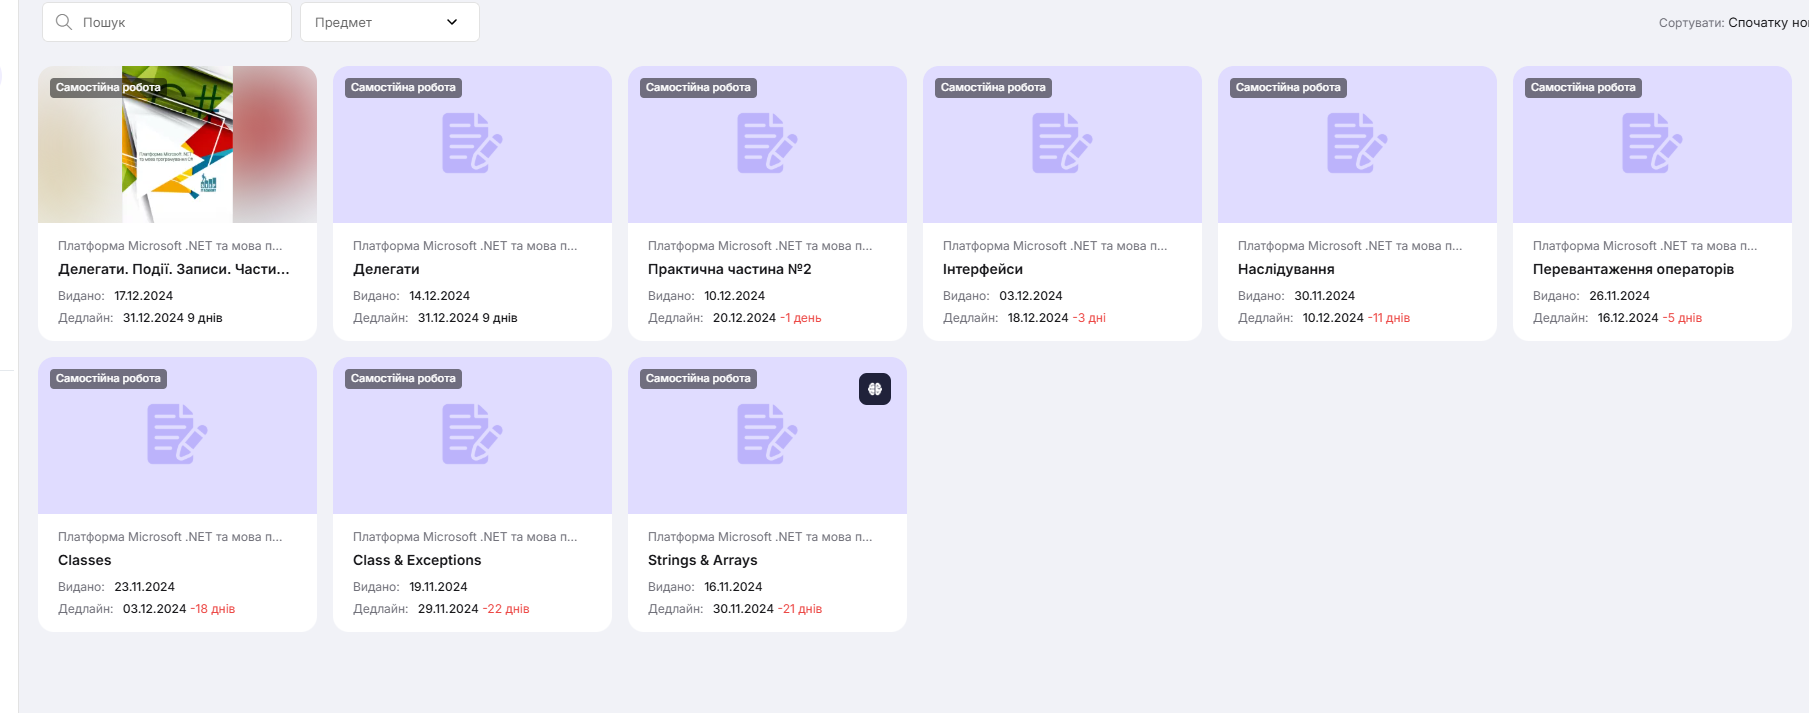 Пошук
Предмет
Сортувати: Спочатку но
Самостійна робота
C#
Платформа Microsoft .NET
та мова програмування C#
Платформа Microsoft .NET та мова п...
Делегати. Події. Записи. Части...
Видано: 17.12.2024
Дедлайн: 31.12.2024 9 днів
Самостійна робота
Платформа Microsoft .NET та мова п...
Делегати
Видано: 14.12.2024
Дедлайн: 31.12.2024 9 днів
Самостійна робота
Платформа Microsoft .NET та мова п...
Практична частина №2
Видано: 10.12.2024
Дедлайн: 20.12.2024 -1 день
Самостійна робота
Платформа Microsoft .NET та мова п...
Інтерфейси
Видано: 03.12.2024
Дедлайн: 18.12.2024 -3 дні
Самостійна робота
Платформа Microsoft .NET та мова п...
Наслідування
Видано: 30.11.2024
Дедлайн: 10.12.2024 -11 днів
Самостійна робота
Платформа Microsoft .NET та мова п...
Перевантаження операторів
Видано: 26.11.2024
Дедлайн: 16.12.2024 -5 днів
Самостійна робота
Платформа Microsoft .NET та мова п...
Classes
Видано: 23.11.2024
Дедлайн: 03.12.2024 -18 днів
Самостійна робота
Платформа Microsoft .NET та мова п...
Class & Exceptions
Видано: 19.11.2024
Дедлайн: 29.11.2024 -22 днів
Самостійна робота
Платформа Microsoft .NET та мова п...
Strings & Arrays
Видано: 16.11.2024
Дедлайн: 30.11.2024 -21 днів